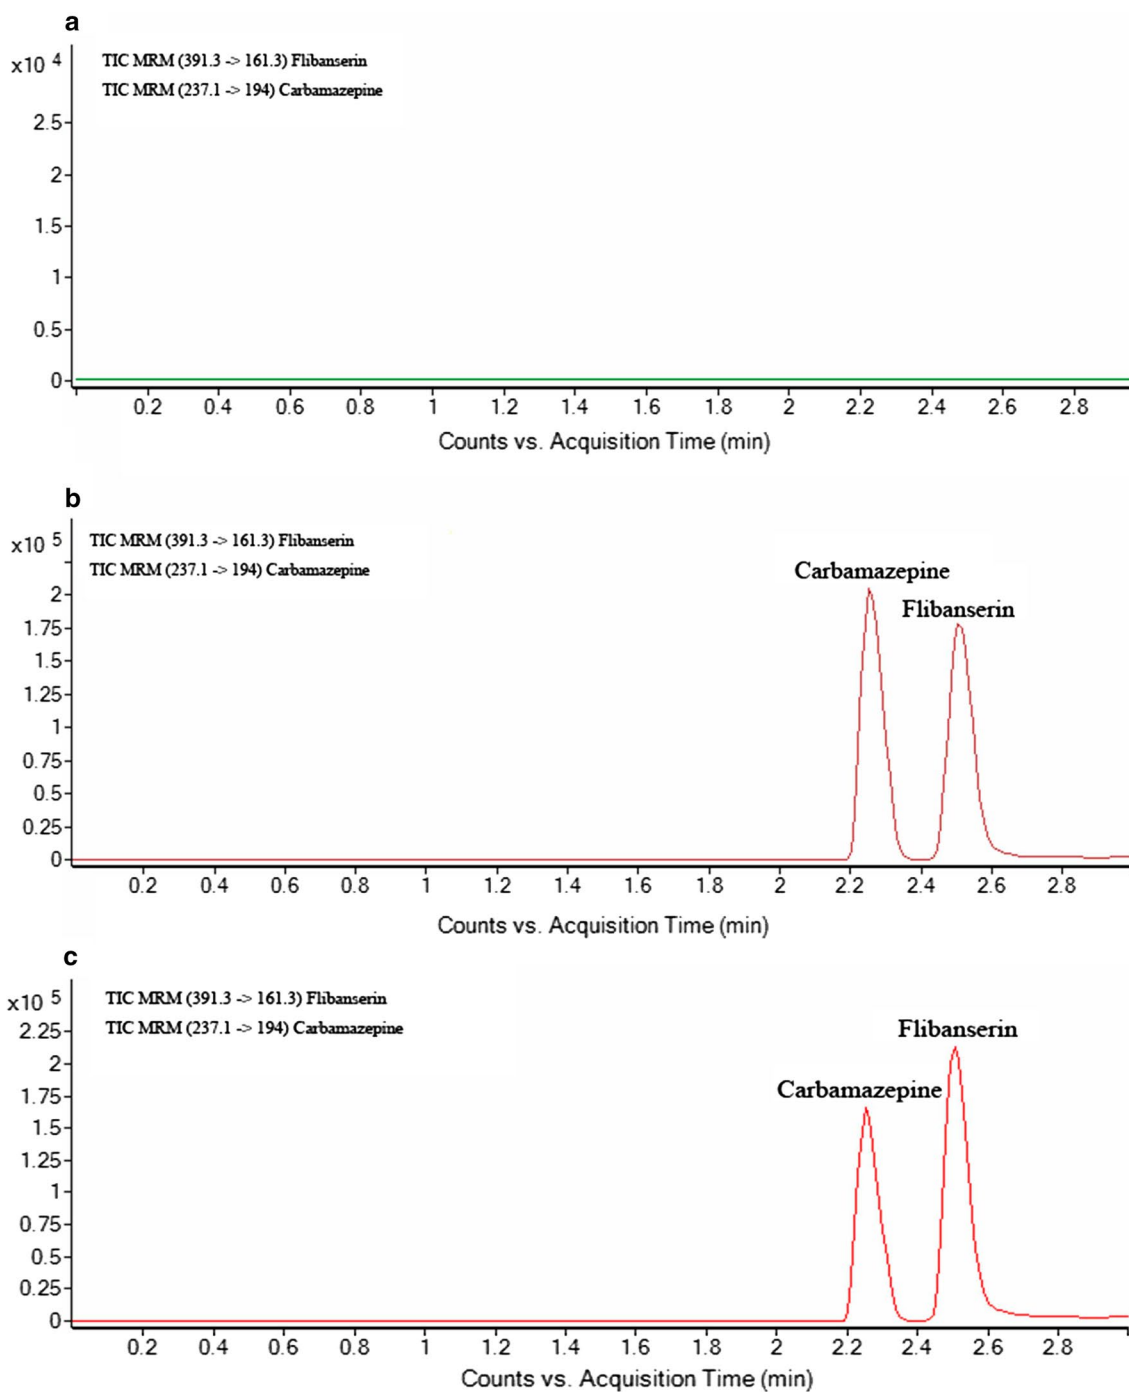 a
x10 4
TIC MRM (391.3 -> 161.3) Flibanserin
TIC MRM (237.1 -> 194) Carbamazepine
2.5
2
1.5
1
0.5
0
0.2 0.4 0.6 0.8 1 1.2 1.4 1.6 1.8 2 2.2 2.4 2.6 2.8
Counts vs. Acquisition Time (min)
b
x10 5
TIC MRM (391.3 -> 161.3) Flibanserin
TIC MRM (237.1 -> 194) Carbamazepine
Carbamazepine
Flibanserin
2
1.75
1.5
1.25
1
0.75
0.5
0.25
0
0.2 0.4 0.6 0.8 1 1.2 1.4 1.6 1.8 2 2.2 2.4 2.6 2.8
Counts vs. Acquisition Time (min)
c
x10 5
TIC MRM (391.3 -> 161.3) Flibanserin
TIC MRM (237.1 -> 194) Carbamazepine
Flibanserin
Carbamazepine
2.25
2
1.75
1.5
1.25
1
0.75
0.5
0.25
0
0.2 0.4 0.6 0.8 1 1.2 1.4 1.6 1.8 2 2.2 2.4 2.6 2.8
Counts vs. Acquisition Time (min)